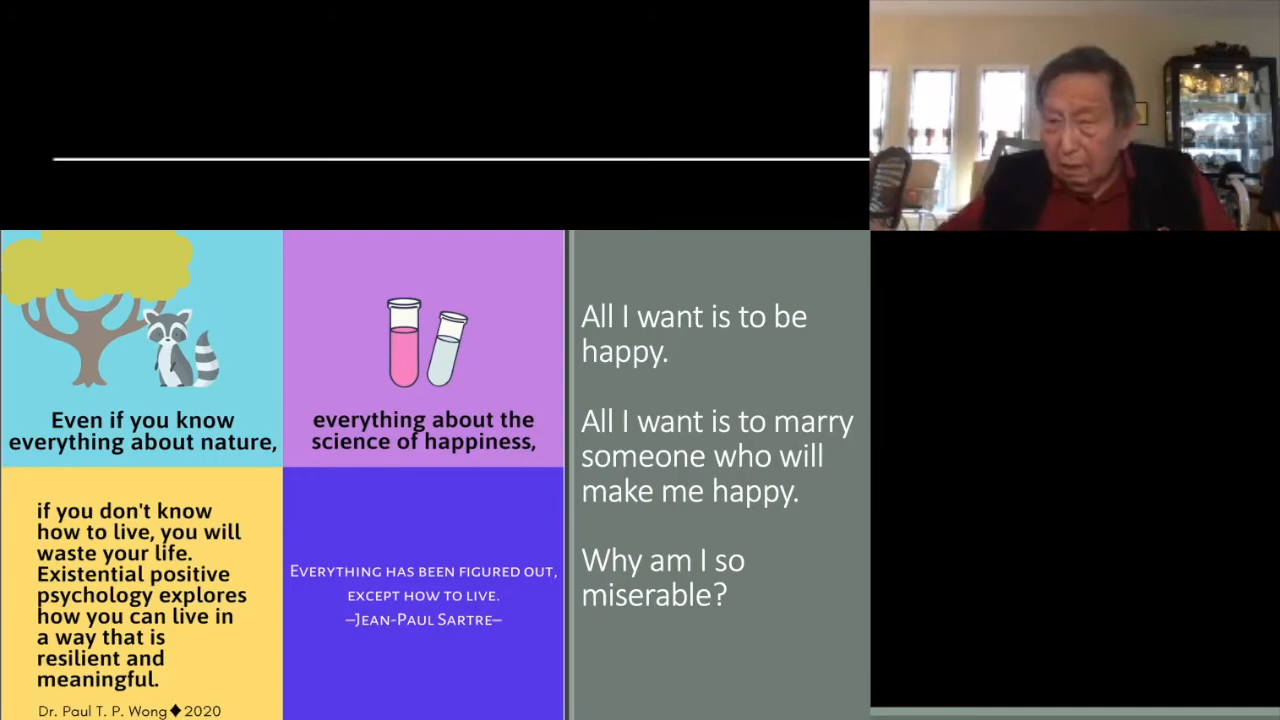 Even if you know
everything about nature,
everything about the
science of happiness,
if you don't know
how to live, you will
waste your life.
Existential positive
psychology explores
how you can live in
a way that is
resilient and
meaningful.
Dr. Paul T. P. Wong♦2020
Everything has been figured out,
except how to live.
—Jean-Paul Sartre—
All I want is to be
happy.
All I want is to marry
someone who will
make me happy.
Why am I so
miserable?